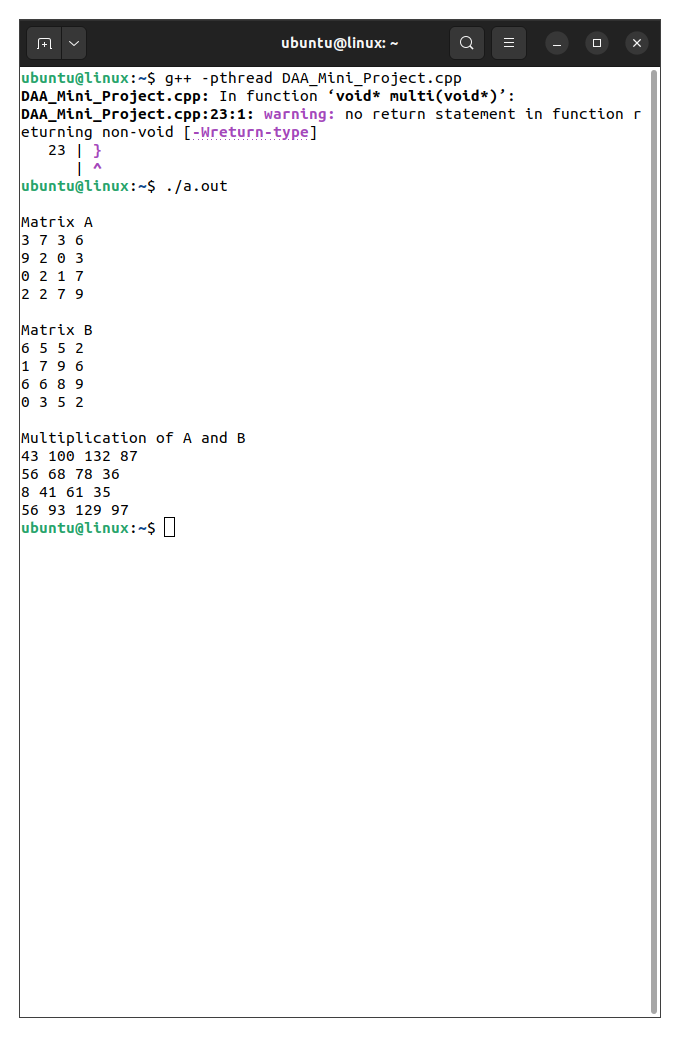 ubuntu@linux: ~
ubuntu@linux:~$ g++ -pthread DAA_Mini_Project.cpp
DAA_Mini_Project.cpp: In function ‘void* multi(void*)’:
DAA_Mini_Project.cpp:23:1: warning: no return statement in function r
eturning non-void [-Wreturn-type]
   23 | }
      | ^
ubuntu@linux:~$ ./a.out
Matrix A
3 7 3 6
9 2 0 3
0 2 1 7
2 2 7 9
Matrix B
6 5 5 2
1 7 9 6
6 6 8 9
0 3 5 2
Multiplication of A and B
43 100 132 87
56 68 78 36
8 41 61 35
56 93 129 97
ubuntu@linux:~$